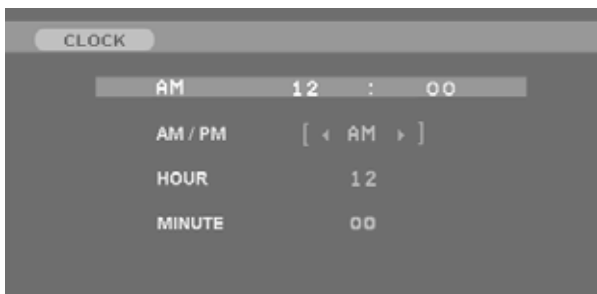 CLOCK
AM 12 : 00
AM / PM [ ◂ AM ▸ ]
HOUR 12
MINUTE 00